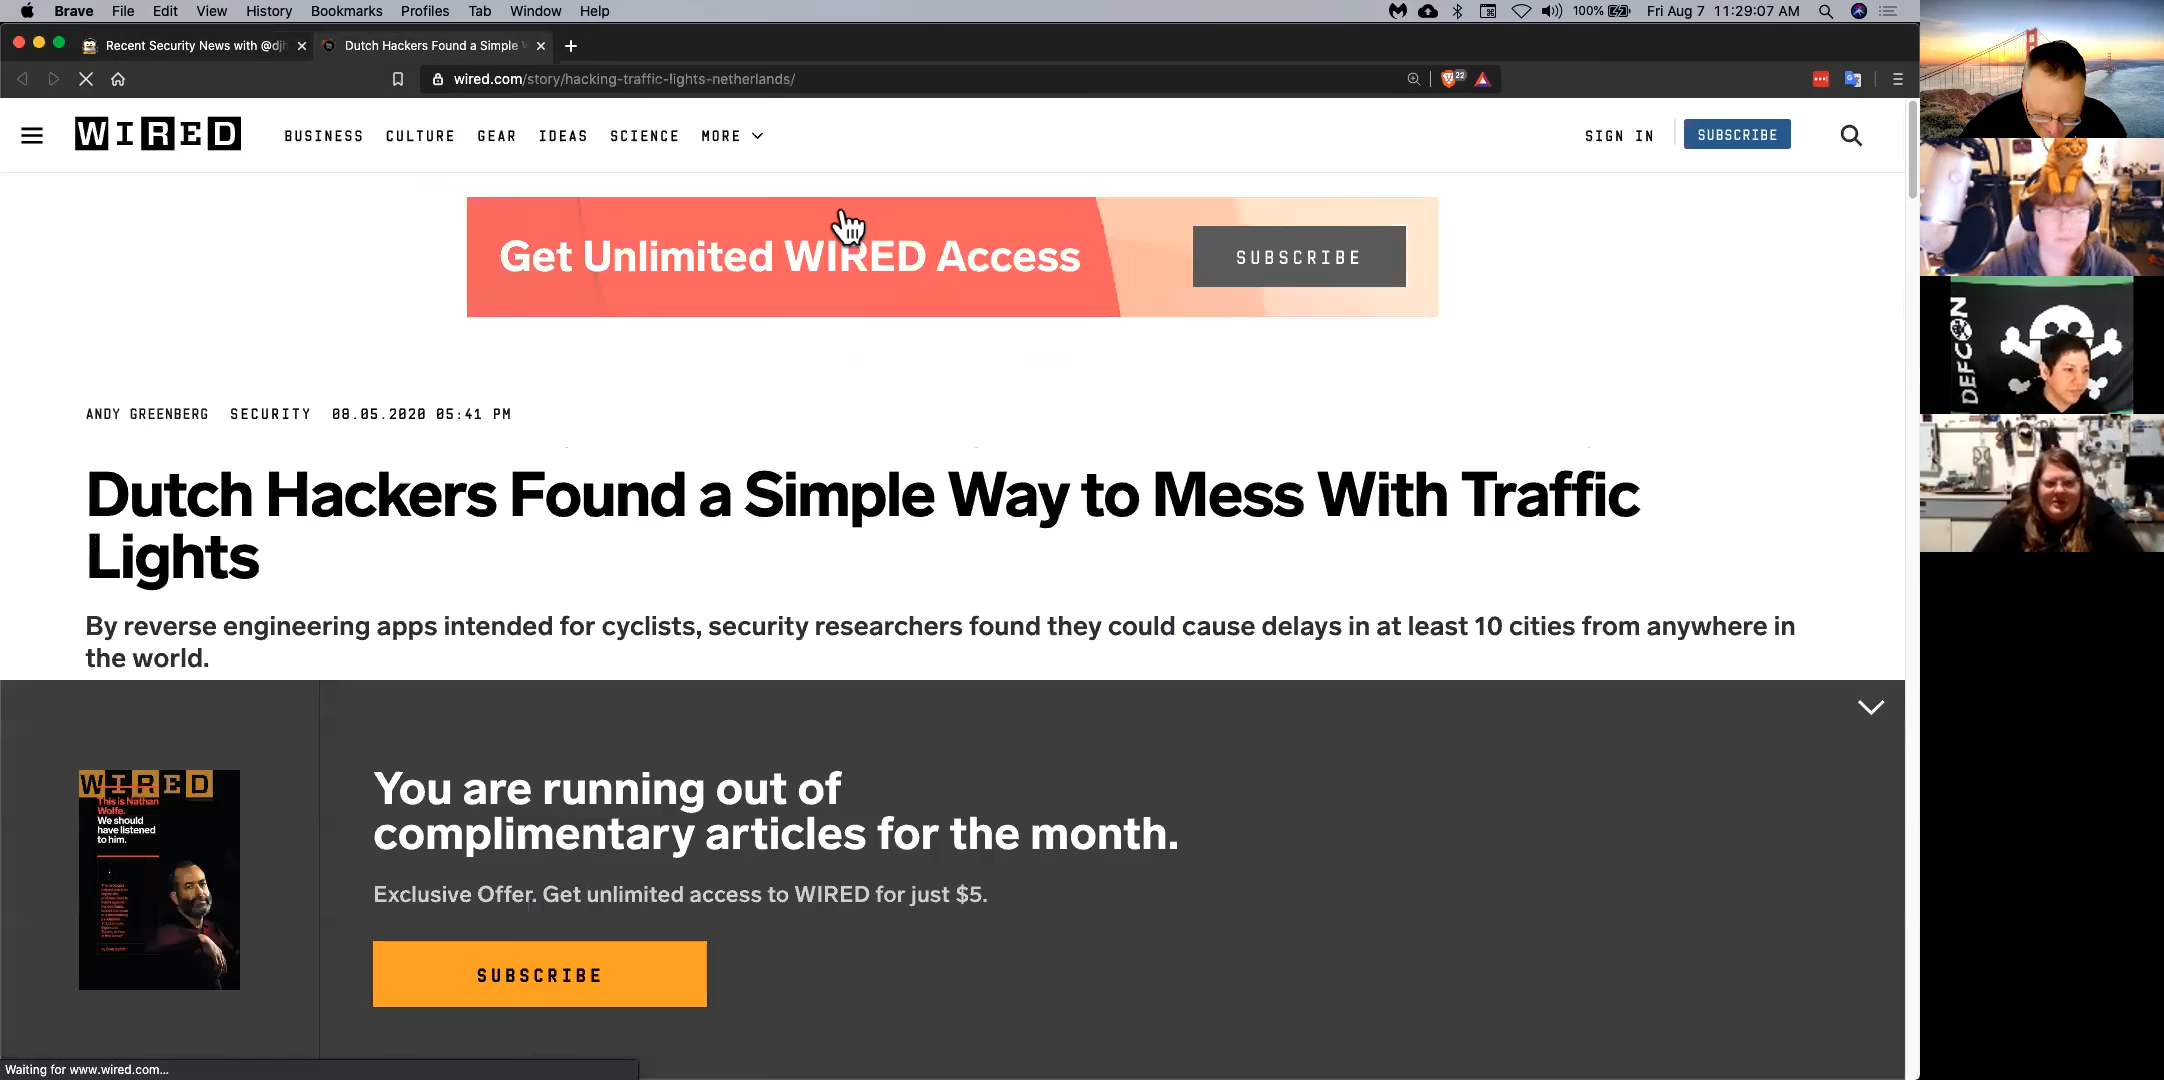 Brave File Edit View History Bookmarks Profiles Tab Window Help 100% Fri Aug 7 11:29:07 AM
Recent Security News with @djh Dutch Hackers Found a Simple
wired.com/story/hacking-traffic-lights-netherlands/ 22
WIRED BUSINESS CULTURE GEAR IDEAS SCIENCE MORE SIGN IN SUBSCRIBE
Get Unlimited WIRED Access SUBSCRIBE
ANDY GREENBERG SECURITY 08.05.2020 05:41 PM
Dutch Hackers Found a Simple Way to Mess With Traffic
Lights
By reverse engineering apps intended for cyclists, security researchers found they could cause delays in at least 10 cities from anywhere in
the world.
WIRED
This is Nathan
Wolfe.
We should
have listened
to him.
You are running out of
complimentary articles for the month.
Exclusive Offer. Get unlimited access to WIRED for just $5.
SUBSCRIBE
Waiting for www.wired.com...
DEFCON